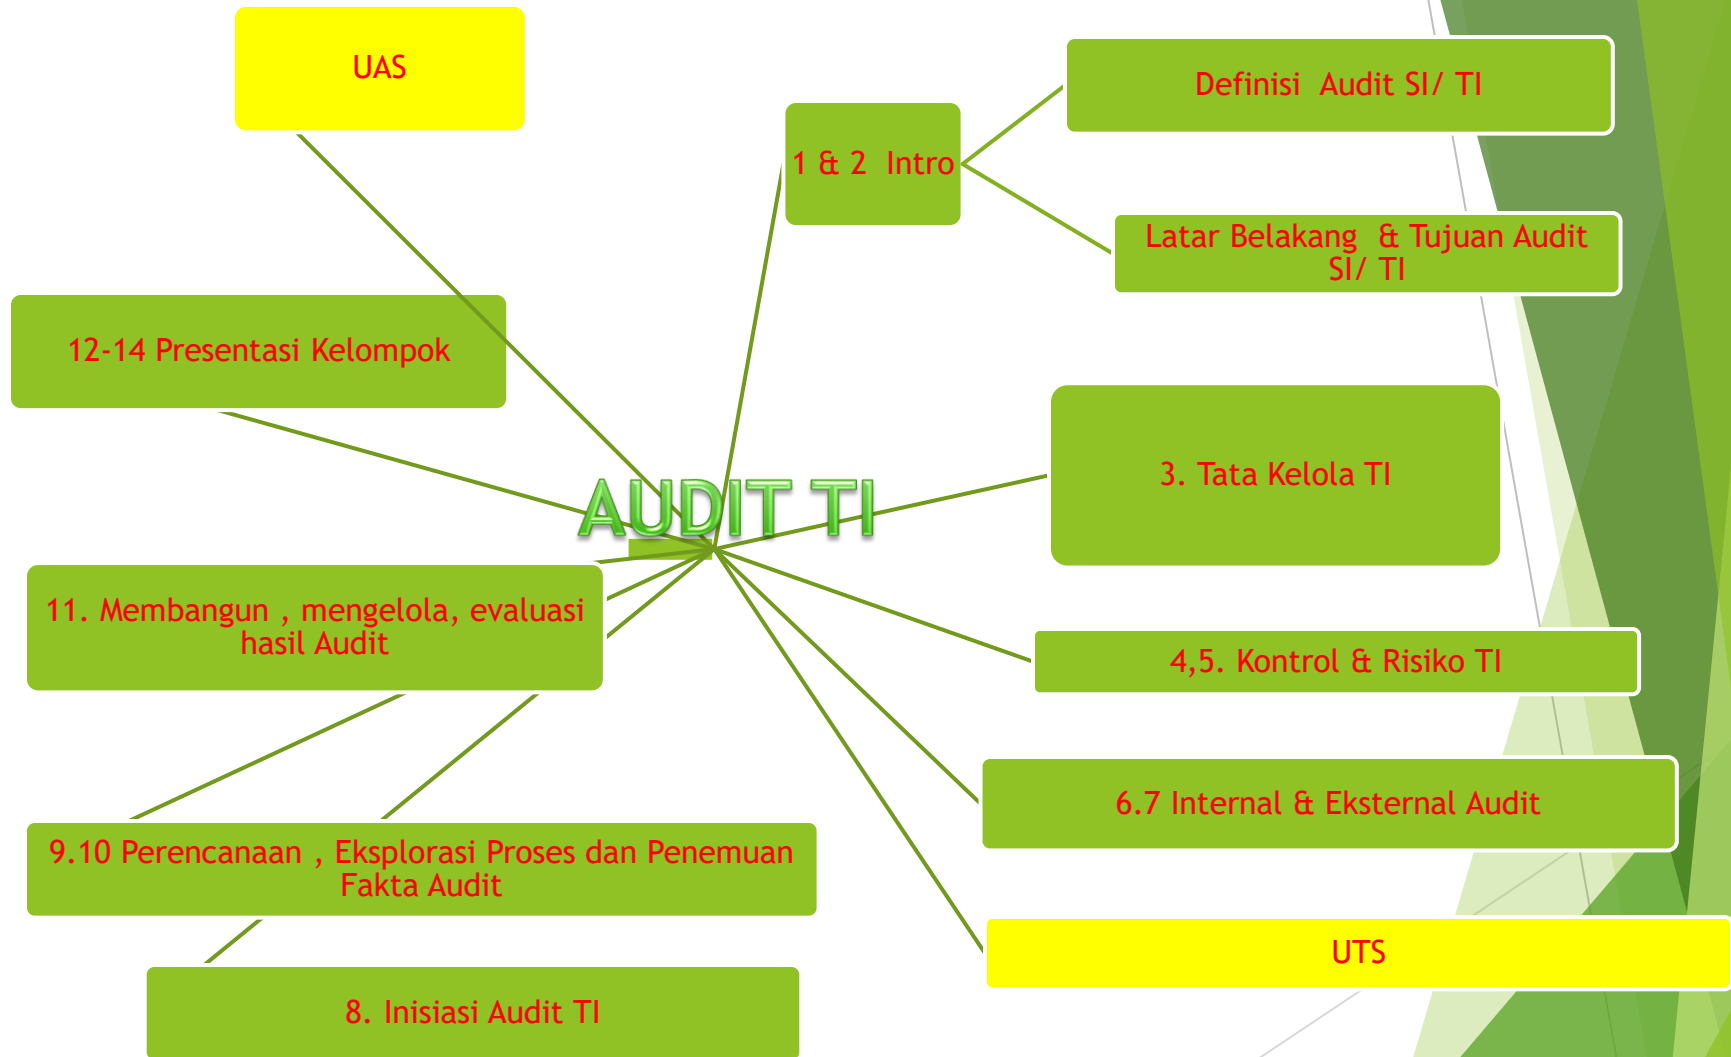 UAS
Definisi  Audit SI/ TI
1 & 2  Intro
Latar Belakang  & Tujuan Audit
SI/ TI
12-14 Presentasi Kelompok
3. Tata Kelola TI
AUDIT TI
11. Membangun , mengelola, evaluasi
hasil Audit
4,5. Kontrol & Risiko TI
6.7 Internal & Eksternal Audit
9.10 Perencanaan , Eksplorasi Proses dan Penemuan
Fakta Audit
UTS
8. Inisiasi Audit TI